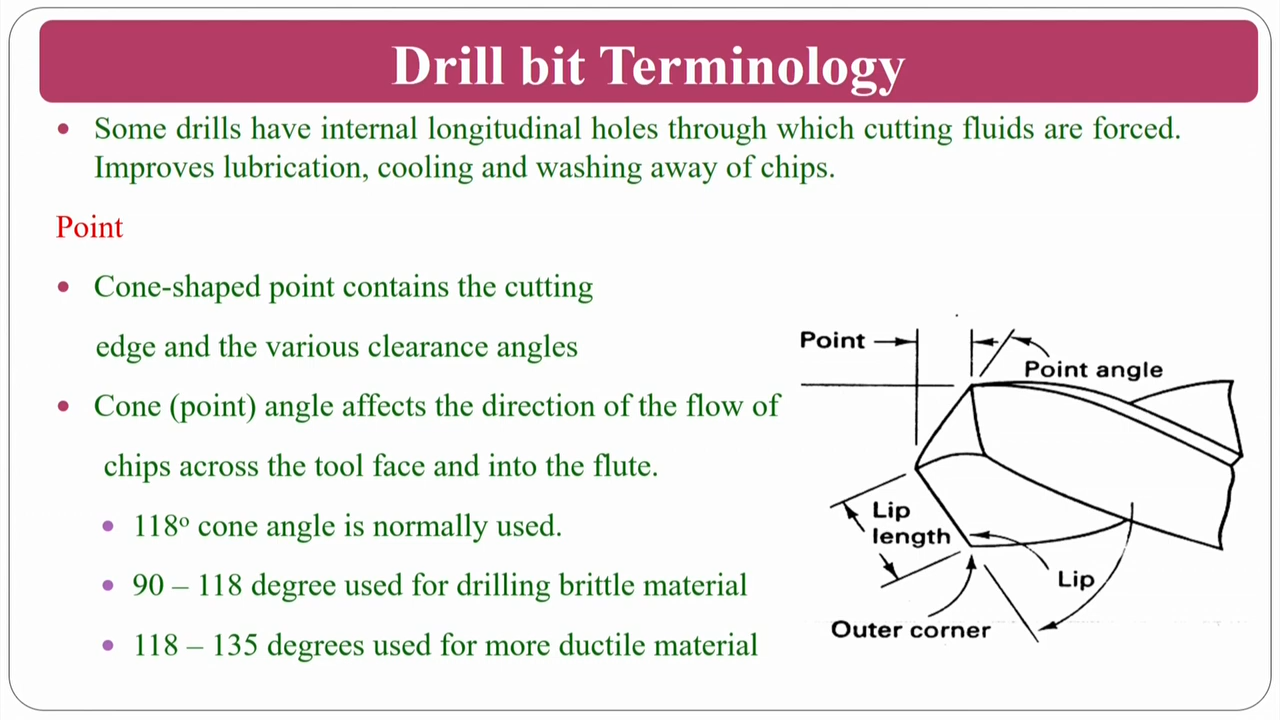 Drill bit Terminology
• Some drills have internal longitudinal holes through which cutting fluids are forced.
Improves lubrication, cooling and washing away of chips.
Point
• Cone-shaped point contains the cutting
edge and the various clearance angles
• Cone (point) angle affects the direction of the flow of
chips across the tool face and into the flute.
• 118º cone angle is normally used.
• 90 – 118 degree used for drilling brittle material
• 118 – 135 degrees used for more ductile material
Point
Point angle
Lip
length
Lip
Outer corner